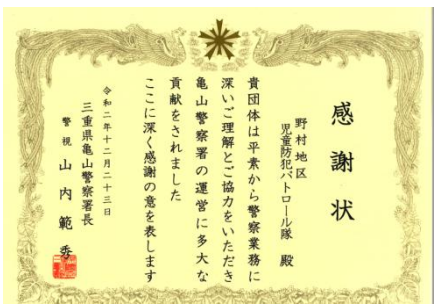 感謝状
野村地区
児童防犯パトロール隊 殿
貴団体は平素から警察業務に
深いご理解とご協力をいただき
亀山警察署の運営に多大な
貢献をされました
ここに深く感謝の意を表します
令和二年十二月二十三日
三重県亀山警察署長
警視 山内範